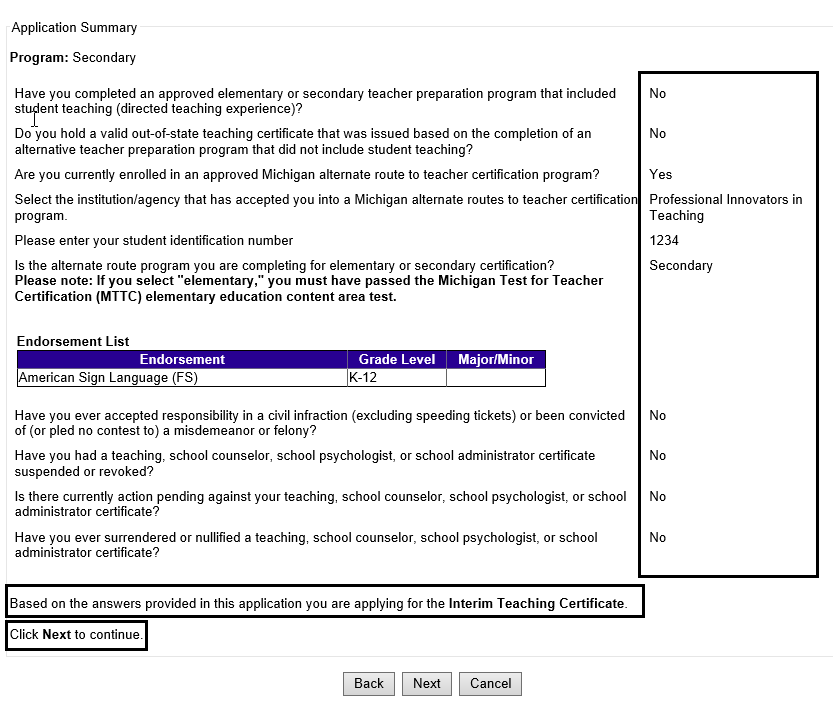 Application Summary
Program: Secondary
Have you completed an approved elementary or secondary teacher preparation program that included
student teaching (directed teaching experience)?
No
Do you hold a valid out-of-state teaching certificate that was issued based on the completion of an
alternative teacher preparation program that did not include student teaching?
No
Are you currently enrolled in an approved Michigan alternate route to teacher certification program?
Yes
Select the institution/agency that has accepted you into a Michigan alternate routes to teacher certification
program.
Professional Innovators in
Teaching
Please enter your student identification number
1234
Is the alternate route program you are completing for elementary or secondary certification?
Please note: If you select "elementary," you must have passed the Michigan Test for Teacher
Certification (MTTC) elementary education content area test.
Secondary
Endorsement List
Endorsement Grade Level Major/Minor
American Sign Language (FS) K-12
Have you ever accepted responsibility in a civil infraction (excluding speeding tickets) or been convicted
of (or pled no contest to) a misdemeanor or felony?
No
Have you had a teaching, school counselor, school psychologist, or school administrator certificate
suspended or revoked?
No
Is there currently action pending against your teaching, school counselor, school psychologist, or school
administrator certificate?
No
Have you ever surrendered or nullified a teaching, school counselor, school psychologist, or school
administrator certificate?
No
Based on the answers provided in this application you are applying for the Interim Teaching Certificate.
Click Next to continue.
Back Next Cancel